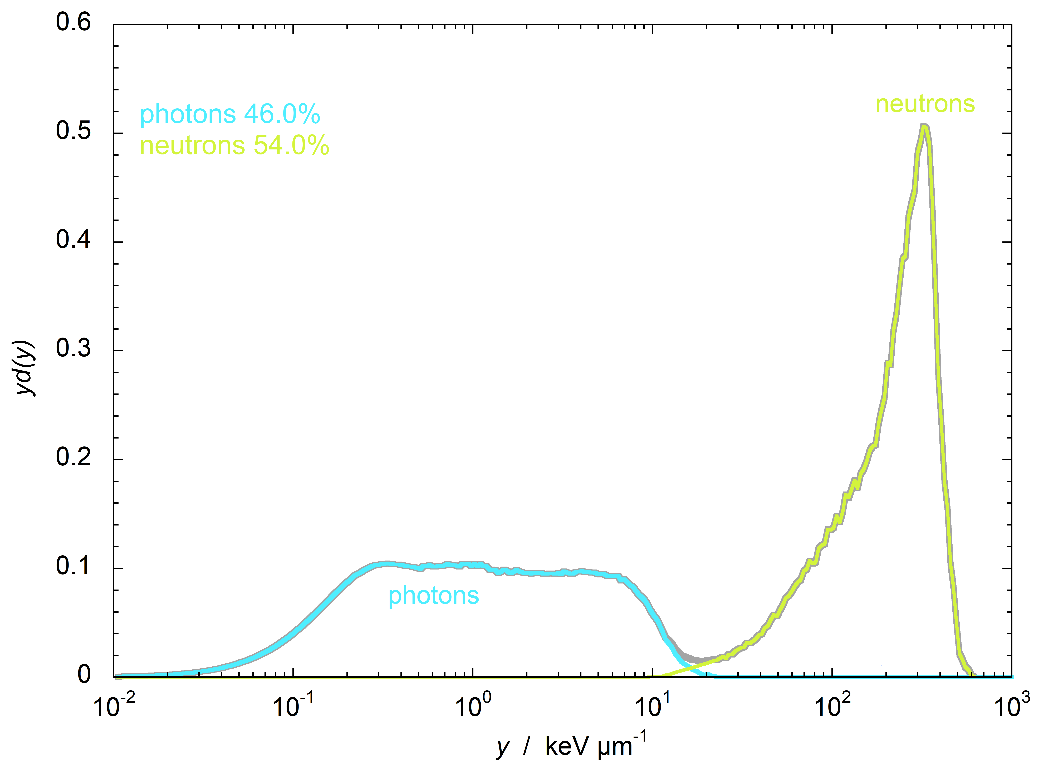 0.6
photons 46.0%
neutrons 54.0%
neutrons
0.5
0.4
0.3
yd(y)
0.2
0.1
photons
0
10⁻² 10⁻¹ 10⁰ 10¹ 10² 10³
y / keV µm⁻¹